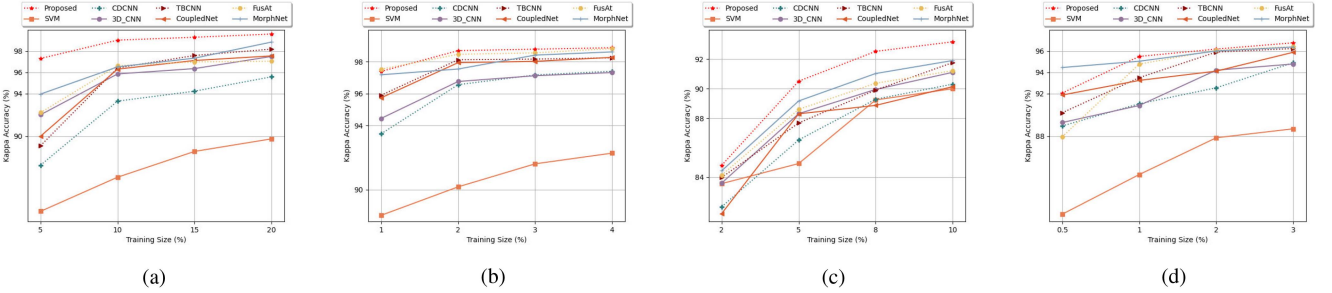 Proposed CDCNN TBCNN FusAt
SVM 3D_CNN CoupledNet MorphNet
Kappa Accuracy (%)
98
96
94
90
5 10 15 20
Training Size (%)
(a)
Proposed CDCNN TBCNN FusAt
SVM 3D_CNN CoupledNet MorphNet
Kappa Accuracy (%)
98
96
94
90
1 2 3 4
Training Size (%)
(b)
Proposed CDCNN TBCNN FusAt
SVM 3D_CNN CoupledNet MorphNet
Kappa Accuracy (%)
92
90
88
84
2 5 8 10
Training Size (%)
(c)
Proposed CDCNN TBCNN FusAt
SVM 3D_CNN CoupledNet MorphNet
Kappa Accuracy (%)
96
94
92
88
0.5 1 2 3
Training Size (%)
(d)